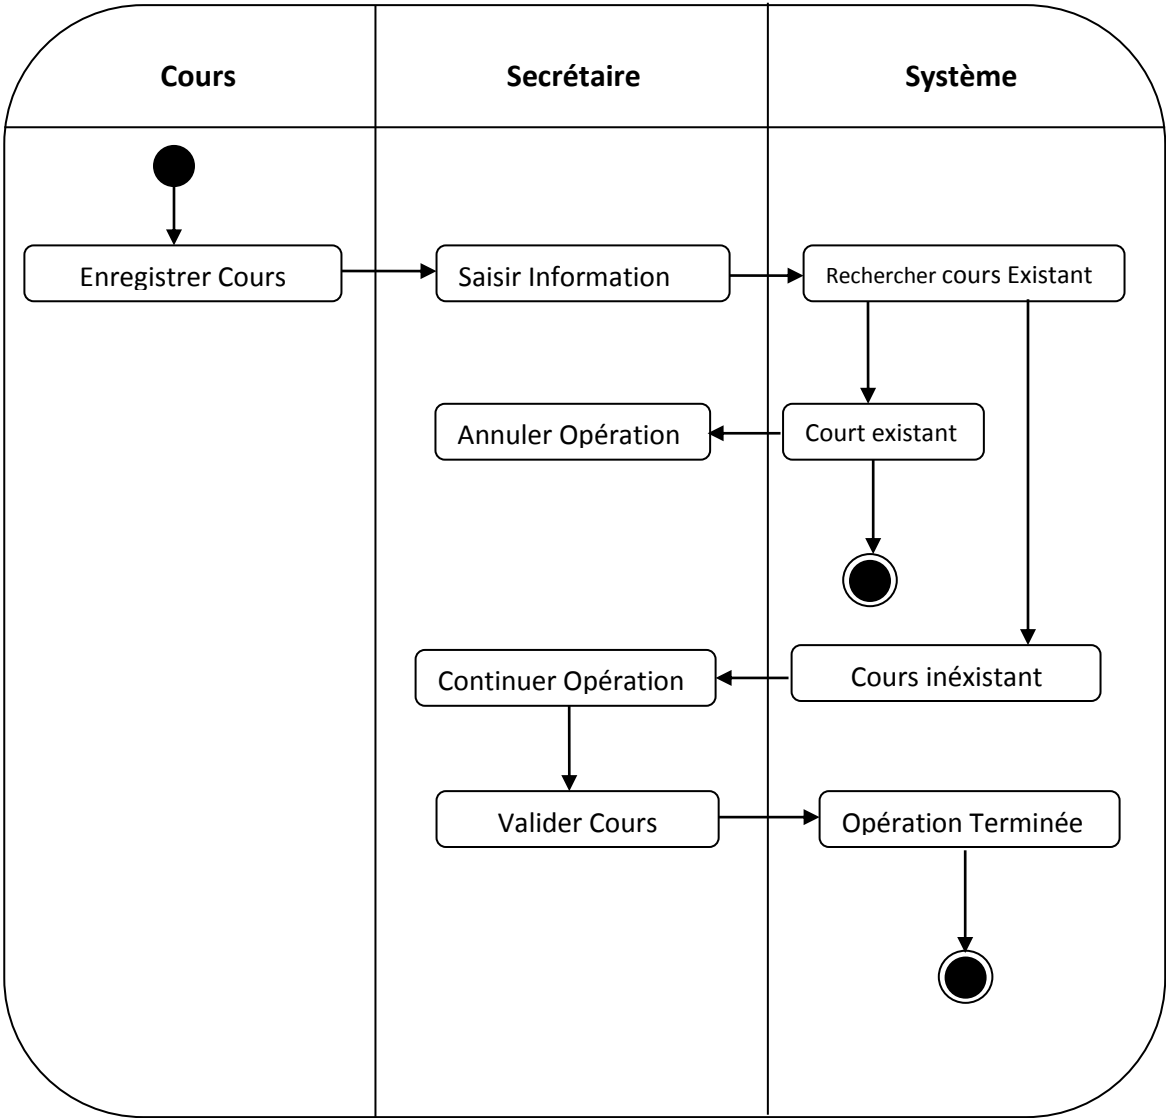 Cours
Secrétaire
Système
Enregistrer Cours
Saisir Information
Rechercher cours Existant
Annuler Opération
Court existant
Continuer Opération
Cours inéxistant
Valider Cours
Opération Terminée